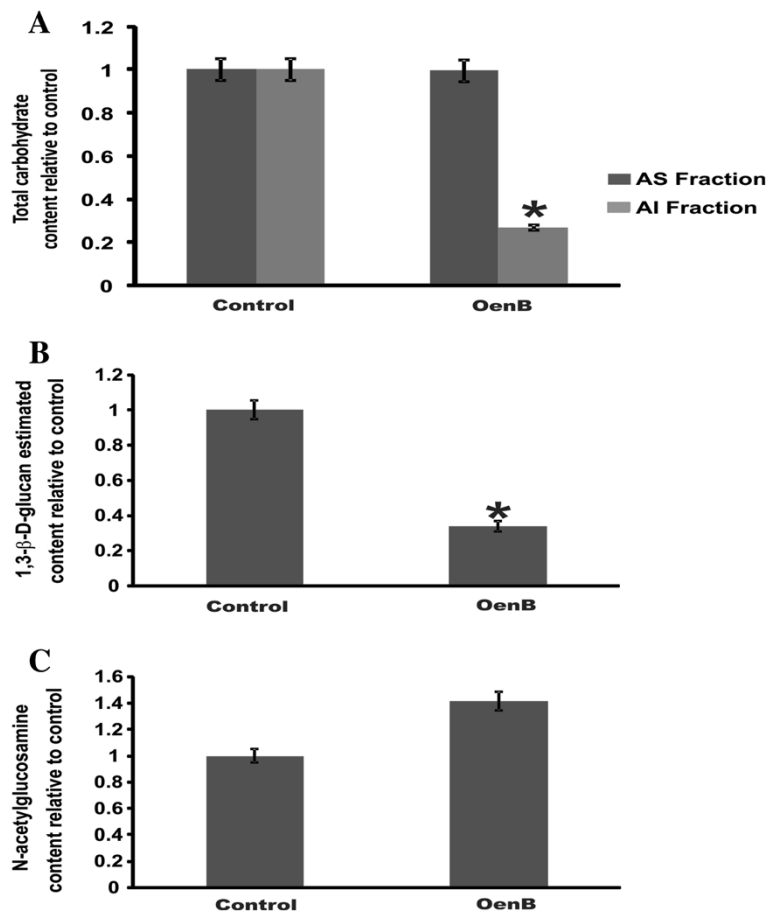 A
Total carbohydrate
content relative to control
1.2
1
0.8
0.6
0.4
0.2
0
*
Control
OenB
AS Fraction
AI Fraction
B
1,3-β-D-glucan estimated
content relative to control
1.2
1
0.8
0.6
0.4
0.2
0
*
Control
OenB
C
N-acetylglucosamine
content relative to control
1.6
1.4
1.2
1
0.8
0.6
0.4
0.2
0
Control
OenB